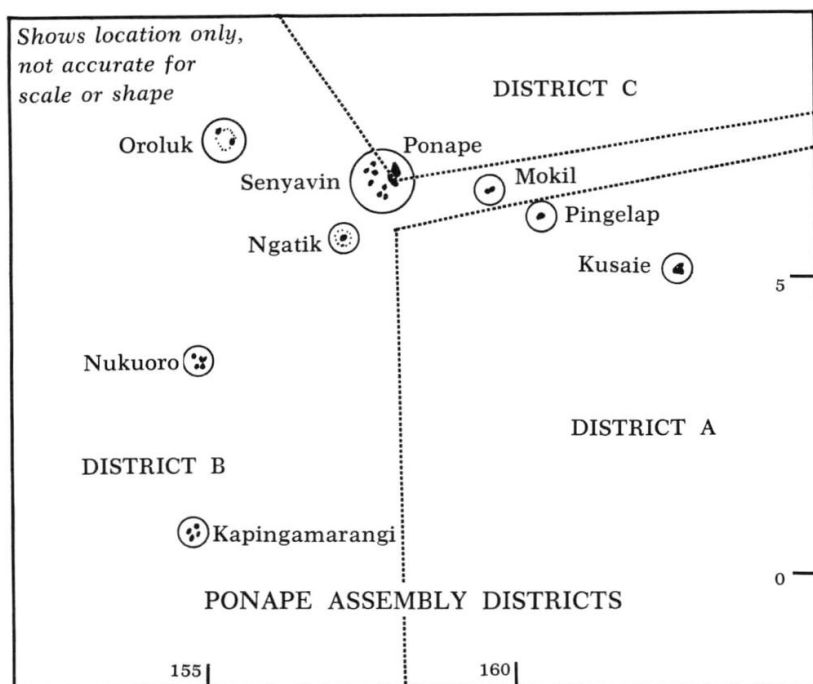 Shows location only,
not accurate for
scale or shape
DISTRICT C
Oroluk
Ponape
Senyavin
Mokil
Pingelap
Ngatik
Kusaie
5
Nukuoro
DISTRICT A
DISTRICT B
Kapingamarangi
0
PONAPE ASSEMBLY DISTRICTS
155
160